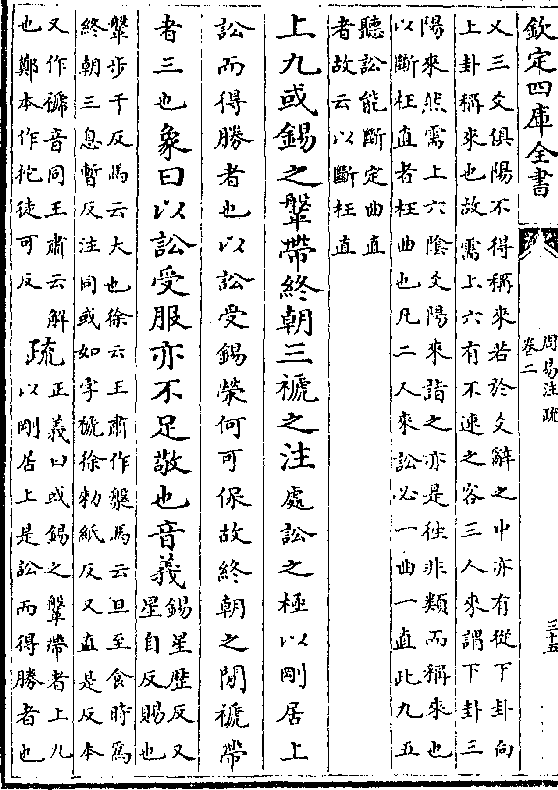 欽定四庫全書
周易注疏
卷二
三十五
又三爻俱陽不得稱來若於爻辭之中亦有從下卦向
上卦稱來也故需上六有不速之客三人來謂下卦三
陽來然需上六陰爻陽來詣之亦是往非類而稱來也
以斷枉直者枉曲也凡二人來訟必一曲一直此九五
聽訟能斷定曲直
者故云以斷枉直
上九或錫之鞶帶終朝三褫之注處訟之極以剛居上
訟而得勝者也以訟受錫榮何可保故終朝之間褫帶
者三也象曰以訟受服亦不足敬也音義錫星歷反又
星自反賜也
鞶步干反馬云大也徐云王肅作槃馬云旦至食時為
終朝三息暫反注同或如字褫徐敕紙反又直是反本
又作褫音同王肅云解
也鄭本作拕徒可反
疏正義曰或錫之鞶帶者上九
以剛居上是訟而得勝者也